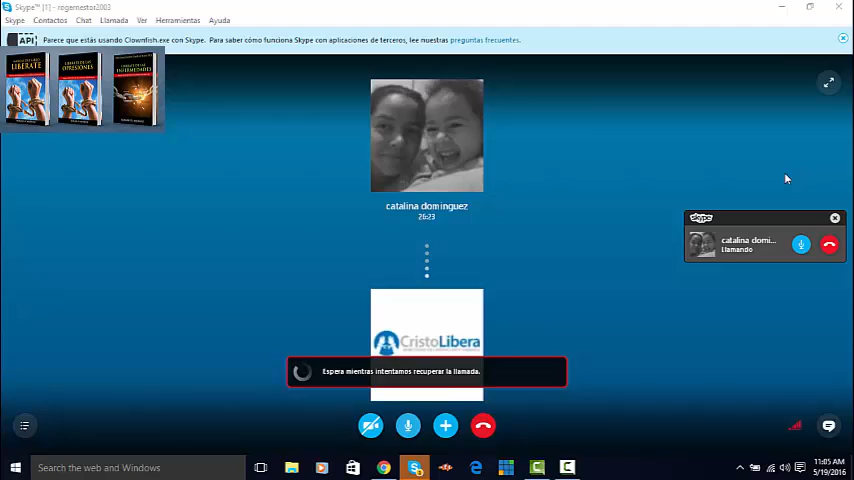 Skype™ [1] - rogernestor2003
Skype Contactos Chat Llamada Ver Herramientas Ayuda
API
Parece que estás usando Clownfish.exe con Skype. Para saber cómo funciona Skype con aplicaciones de terceros, lee nuestras preguntas frecuentes.
LIBERATE
OPRESIONES
ENFERMEDADES
catalina dominguez
26:23
skype
catalina domi...
Llamando
CristoLibera
Espera mientras intentamos recuperar la llamada.
Search the web and Windows
11:05 AM
5/19/2016